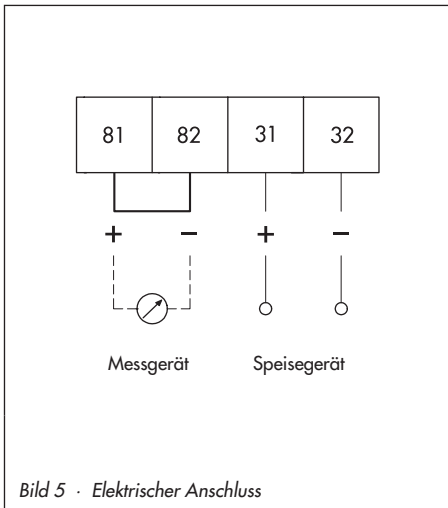 81 82 31 32
+ – + –
Messgerät Speisegerät
Bild 5 · Elektrischer Anschluss